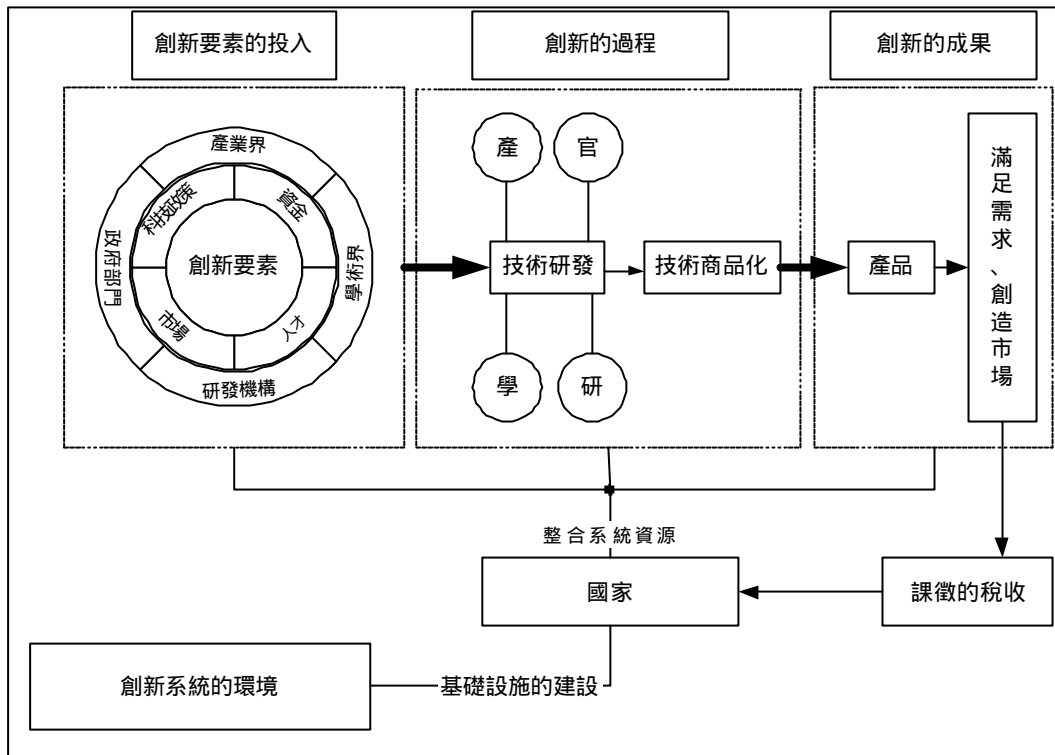 創新要素的投入
創新的過程
創新的成果
產業界
科技政策
資金
政府部門
創新要素
學術界
市場
人才
研發機構
產
官
技術研發
技術商品化
學
研
產品
滿足需求、創造市場
整合系統資源
國家
課徵的稅收
創新系統的環境
基礎設施的建設